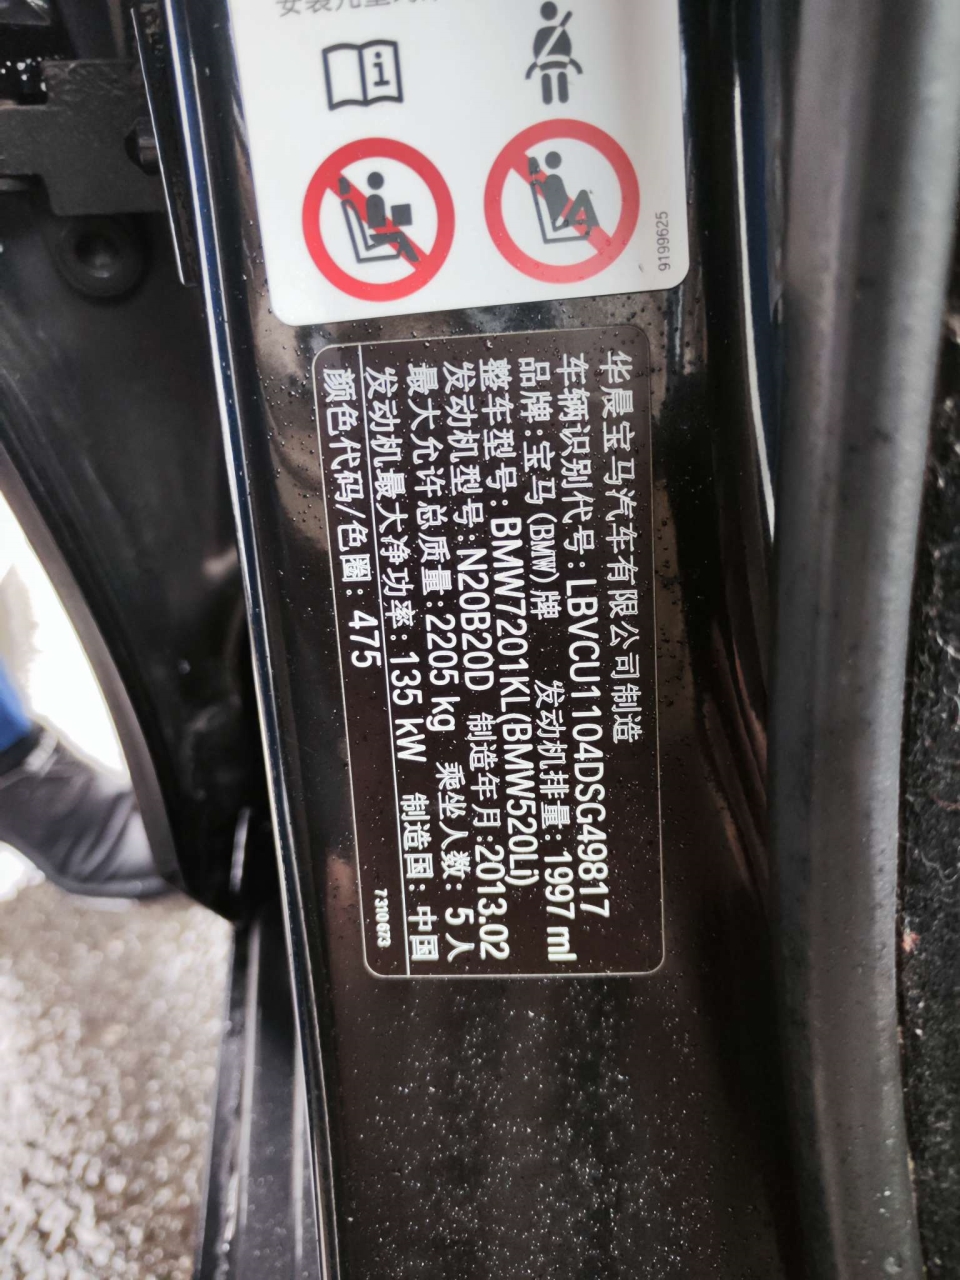 9199625
华晨宝马汽车有限公司制造
车辆识别代号:LBVCU1104DSG49817
品牌:宝马(BMW)牌 发动机排量:1997ml
整车型号:BMW7201KL(BMW520Li)
发动机型号:N20B20D 制造年月:2013.02
最大允许总质量:2205 kg 乘坐人数:5人
发动机最大净功率:135 kW 制造国:中国
颜色代码/色圈:475
7310673